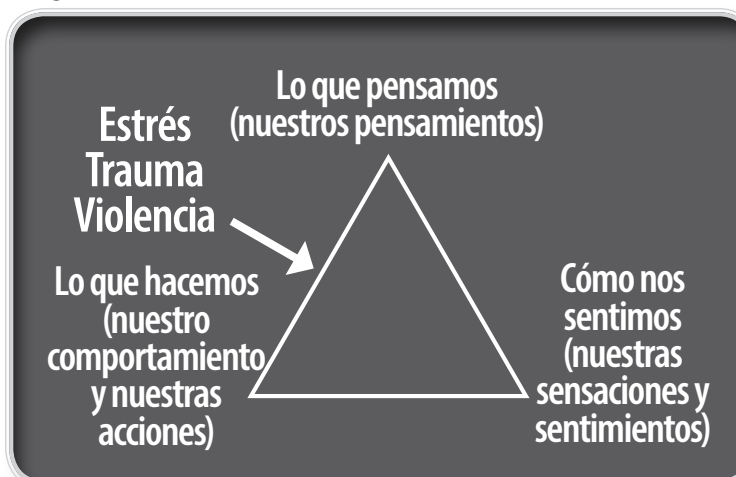 Lo que pensamos
(nuestros pensamientos)
Estrés
Trauma
Violencia
Lo que hacemos
(nuestro
comportamiento
y nuestras
acciones)
Cómo nos
sentimos
(nuestras
sensaciones y
sentimientos)